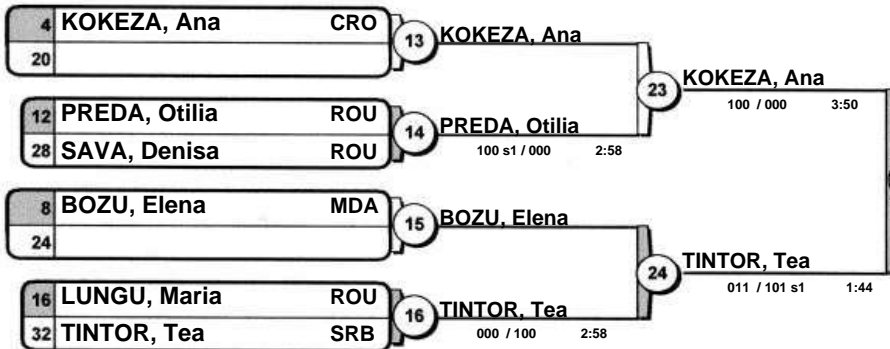 4 KOKEZA, Ana CRO
20
13 KOKEZA, Ana
12 PREDA, Otilia ROU
28 SAVA, Denisa ROU
14 PREDA, Otilia
100 s1 / 000 2:58
23 KOKEZA, Ana
100 / 000 3:50
8 BOZU, Elena MDA
24
15 BOZU, Elena
16 LUNGU, Maria ROU
32 TINTOR, Tea SRB
16 TINTOR, Tea
000 / 100 2:58
24 TINTOR, Tea
011 / 101 s1 1:44